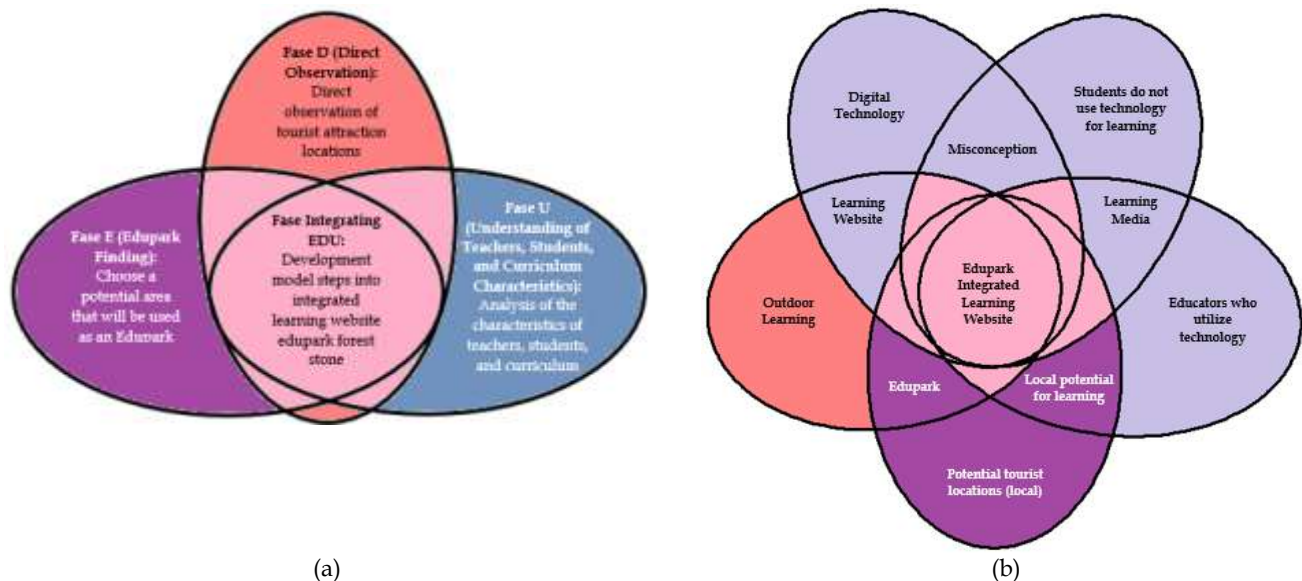 Fase D (Direct
Observation):
Direct
observation of
tourist attraction
locations
Fase E (Edupark
Finding):
Choose a
potential area
that will be used
as an Edupark
Fase Integrating
EDU:
Development
model steps into
integrated
learning website
edupark forest
stone
Fase U
(Understanding of
Teachers, Students,
and Curriculum
Characteristics):
Analysis of the
characteristics of
teachers, students,
and curriculum
(a)
Digital
Technology
Students do not
use technology
for learning
Misconception
Learning
Website
Learning
Media
Outdoor
Learning
Edupark
Integrated
Learning
Website
Educators who
utilize
technology
Edupark
Local potential
for learning
Potential tourist
locations (local)
(b)